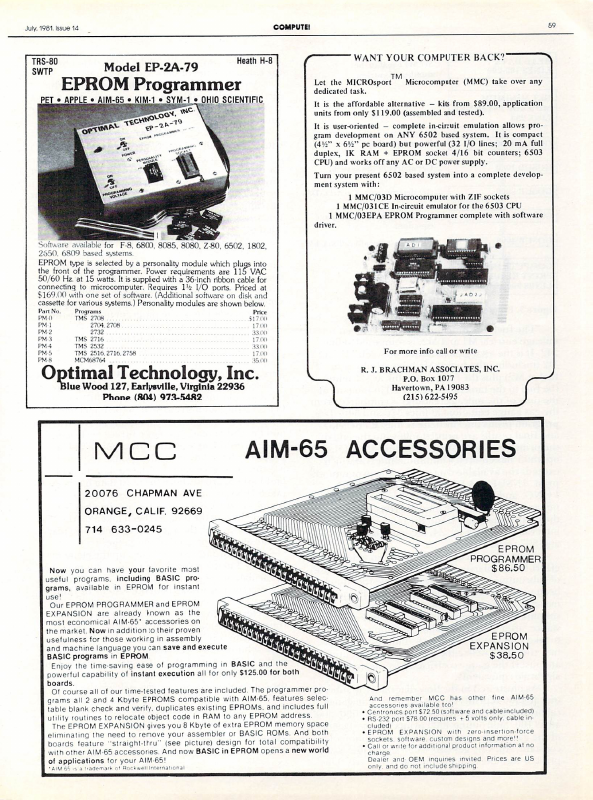 July, 1981, Issue 14
COMPUTE!
59
TRS-80
SWTP
Heath H-8
Model EP-2A-79
EPROM Programmer
PET • APPLE • AIM-65 • KIM-1 • SYM-1 • OHIO SCIENTIFIC
OPTIMAL TECHNOLOGY, INC.
EP-2A-79
Software available for F-8, 6800, 8085, 8080, Z-80, 6502, 1802,
2650, 6809 based systems.
EPROM type is selected by a personality module which plugs into
the front of the programmer. Power requirements are 115 VAC
50/60 Hz. at 15 watts. It is supplied with a 36-inch ribbon cable for
connecting to microcomputer. Requires 1½ I/O ports. Priced at
$169.00 with one set of software. (Additional software on disk and
cassette for various systems.) Personality modules are shown below.
Part No. Programs Price
PM-0 TMS 2708 $17.00
PM-1 2704, 2708 17.00
PM-2 2732 33.00
PM-3 TMS 2716 17.00
PM-4 TMS 2532 33.00
PM-5 TMS 2516, 2716, 2758 17.00
PM-8 MCM68764 35.00
Optimal Technology, Inc.
Blue Wood 127, Earlysville, Virginia 22936
Phone (804) 973-5482
WANT YOUR COMPUTER BACK?
Let the MICROsport™ Microcomputer (MMC) take over any
dedicated task.
It is the affordable alternative – kits from $89.00, application
units from only $119.00 (assembled and tested).
It is user-oriented – complete in-circuit emulation allows pro-
gram development on ANY 6502 based system. It is compact
(4½" x 6½" pc board) but powerful (32 I/O lines; 20 mA full
duplex, IK RAM + EPROM socket 4/16 bit counters; 6503
CPU) and works off any AC or DC power supply.
Turn your present 6502 based system into a complete develop-
ment system with:
1 MMC/03D Microcomputer with ZIF sockets
1 MMC/03ICE In-circuit emulator for the 6503 CPU
1 MMC/03EPA EPROM Programmer complete with software
driver.
For more info call or write
R. J. BRACHMAN ASSOCIATES, INC.
P.O. Box 1077
Havertown, PA 19083
(215) 622-5495
MCC
AIM-65 ACCESSORIES
20076 CHAPMAN AVE
ORANGE, CALIF. 92669
714 633-0245
EPROM
PROGRAMMER
$86.50
EPROM
EXPANSION
$38.50
Now you can have your favorite most
useful programs, including BASIC pro-
grams, available in EPROM for instant
use!
Our EPROM PROGRAMMER and EPROM
EXPANSION are already known as the
most economical AIM-65* accessories on
the market. Now in addition to their proven
usefulness for those working in assembly
and machine language you can save and execute
BASIC programs in EPROM.
Enjoy the time-saving ease of programming in BASIC and the
powerful capability of instant execution all for only $125.00 for both
boards.
Of course all of our time-tested features are included. The programmer pro-
grams all 2 and 4 Kbyte EPROMS compatible with AIM-65, features selec-
table blank check and verify, duplicates existing EPROMs, and includes full
utility routines to relocate object code in RAM to any EPROM address.
The EPROM EXPANSION gives you 8 Kbyte of extra EPROM memory space
eliminating the need to remove your assembler or BASIC ROMs. And both
boards feature "straight-thru" (see picture) design for total compatibility
with other AIM-65 accessories. And now BASIC in EPROM opens a new world
of applications for your AIM-65!
*AIM-65 is a trademark of Rockwell International
And remember MCC has other fine AIM-65
accessories available too!
• Centronics port $72.50 (software and cable included)
• RS-232 port $78.00 (requires + 5 volts only, cable in-
cluded)
• EPROM EXPANSION with zero-insertion-force
sockets, software, custom designs and more!!
• Call or write for additional product information at no
charge.
Dealer and OEM inquiries invited. Prices are US
only, and do not include shipping.